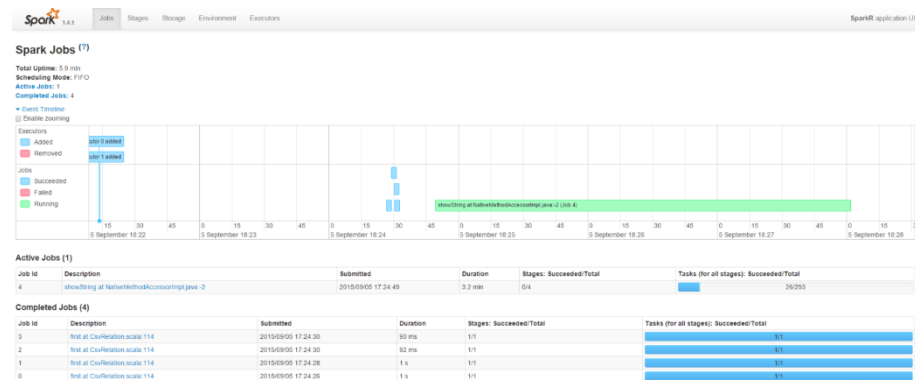 Spark 1.4.1 Jobs Stages Storage Environment Executors SparkR application UI
Spark Jobs (?)
Total Uptime: 5.9 min
Scheduling Mode: FIFO
Active Jobs: 1
Completed Jobs: 4
Event Timeline
Enable zooming
Executors
Added
Removed
utor 0 added
utor 1 added
Jobs
Succeeded
Failed
Running
showString at NativeMethodAccessorImpl.java:-2 (Job 4)
15 30 45 0 15 30 45 0 15 30 45 0 15 30 45 0 15 30 45 0 15 30 45 0 15
5 September 18:22 5 September 18:23 5 September 18:24 5 September 18:25 5 September 18:26 5 September 18:27 5 September 18:28
Active Jobs (1)
Job Id Description Submitted Duration Stages: Succeeded/Total Tasks (for all stages): Succeeded/Total
4 showString at NativeMethodAccessorImpl.java:-2 2015/09/05 17:24:49 3.2 min 0/4 26/293
Completed Jobs (4)
Job Id Description Submitted Duration Stages: Succeeded/Total Tasks (for all stages): Succeeded/Total
3 first at CsvRelation.scala:114 2015/09/05 17:24:30 90 ms 1/1 1/1
2 first at CsvRelation.scala:114 2015/09/05 17:24:30 92 ms 1/1 1/1
1 first at CsvRelation.scala:114 2015/09/05 17:24:28 1 s 1/1 1/1
0 first at CsvRelation.scala:114 2015/09/05 17:24:26 1 s 1/1 1/1